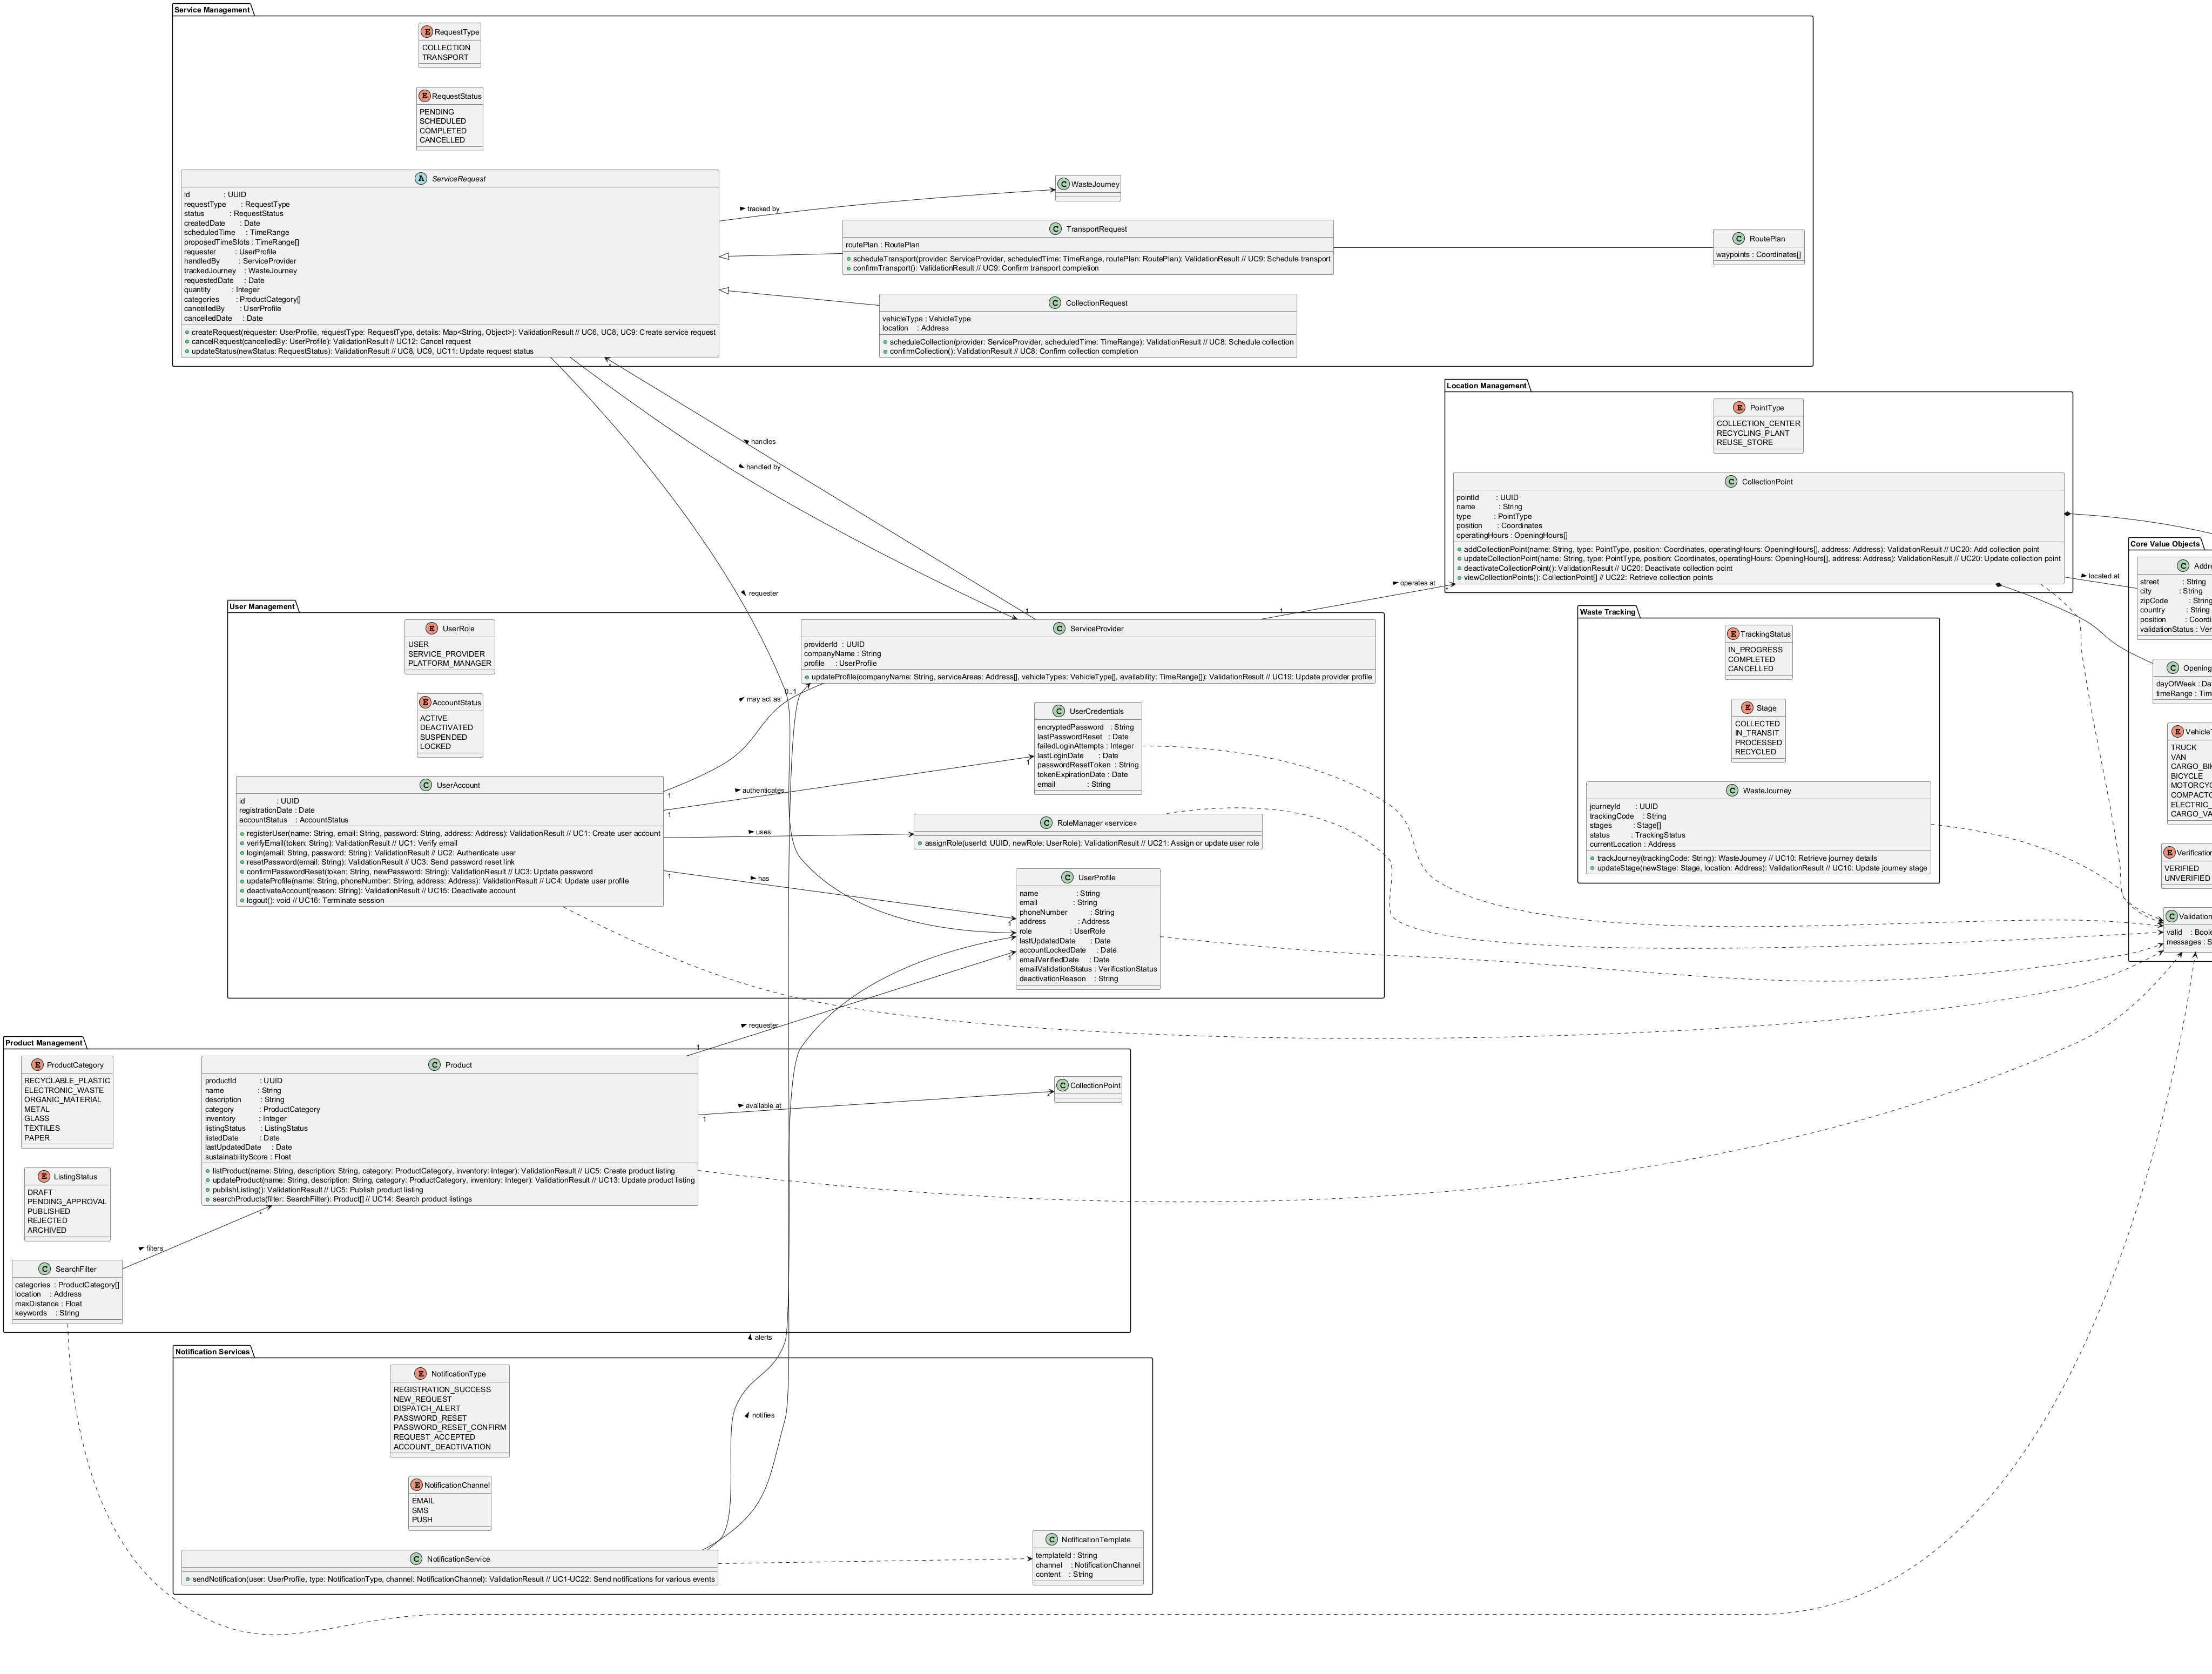 Service Management
RequestType
COLLECTION
TRANSPORT
RequestStatus
PENDING
SCHEDULED
COMPLETED
CANCELLED
ServiceRequest
id : UUID
requestType : RequestType
status : RequestStatus
createdDate : Date
scheduledTime : TimeRange
proposedTimeSlots : TimeRange[]
requester : UserProfile
handledBy : ServiceProvider
trackedJourney : WasteJourney
requestedDate : Date
quantity : Integer
categories : ProductCategory[]
cancelledBy : UserProfile
cancelledDate : Date
createRequest(requester: UserProfile, requestType: RequestType, details: Map<String, Object>): ValidationResult // UC6, UC8, UC9: Create service request
cancelRequest(cancelledBy: UserProfile): ValidationResult // UC12: Cancel request
updateStatus(newStatus: RequestStatus): ValidationResult // UC8, UC9, UC11: Update request status
tracked by
WasteJourney
TransportRequest
routePlan : RoutePlan
scheduleTransport(provider: ServiceProvider, scheduledTime: TimeRange, routePlan: RoutePlan): ValidationResult // UC9: Schedule transport
confirmTransport(): ValidationResult // UC9: Confirm transport completion
RoutePlan
waypoints : Coordinates[]
CollectionRequest
vehicleType : VehicleType
location : Address
scheduleCollection(provider: ServiceProvider, scheduledTime: TimeRange): ValidationResult // UC8: Schedule collection
confirmCollection(): ValidationResult // UC8: Confirm collection completion
*
handles
handled by
requester
Location Management
PointType
COLLECTION_CENTER
RECYCLING_PLANT
REUSE_STORE
CollectionPoint
pointId : UUID
name : String
type : PointType
position : Coordinates
operatingHours : OpeningHours[]
addCollectionPoint(name: String, type: PointType, position: Coordinates, operatingHours: OpeningHours[], address: Address): ValidationResult // UC20: Add collection point
updateCollectionPoint(name: String, type: PointType, position: Coordinates, operatingHours: OpeningHours[], address: Address): ValidationResult // UC20: Update collection point
deactivateCollectionPoint(): ValidationResult // UC20: Deactivate collection point
viewCollectionPoints(): CollectionPoint[] // UC22: Retrieve collection points
operates at
*
located at
Core Value Objects
Addre
street : String
city : String
zipCode : String
country : String
position : Coordi
validationStatus : Ver
Opening
dayOfWeek : Da
timeRange : Tim
VehicleT
TRUCK
VAN
CARGO_BIK
BICYCLE
MOTORCYC
COMPACTO
ELECTRIC_
CARGO_VA
Verification
VERIFIED
UNVERIFIED
Validation
valid : Boole
messages : S
User Management
UserRole
USER
SERVICE_PROVIDER
PLATFORM_MANAGER
AccountStatus
ACTIVE
DEACTIVATED
SUSPENDED
LOCKED
UserAccount
id : UUID
registrationDate : Date
accountStatus : AccountStatus
registerUser(name: String, email: String, password: String, address: Address): ValidationResult // UC1: Create user account
verifyEmail(token: String): ValidationResult // UC1: Verify email
login(email: String, password: String): ValidationResult // UC2: Authenticate user
resetPassword(email: String): ValidationResult // UC3: Send password reset link
confirmPasswordReset(token: String, newPassword: String): ValidationResult // UC3: Update password
updateProfile(name: String, phoneNumber: String, address: Address): ValidationResult // UC4: Update user profile
deactivateAccount(reason: String): ValidationResult // UC15: Deactivate account
logout(): void // UC16: Terminate session
1
1
1
may act as
authenticates
uses
has
0..1
1
1
1
ServiceProvider
providerId : UUID
companyName : String
profile : UserProfile
updateProfile(companyName: String, serviceAreas: Address[], vehicleTypes: VehicleType[], availability: TimeRange[]): ValidationResult // UC19: Update provider profile
1
1
UserCredentials
encryptedPassword : String
lastPasswordReset : Date
failedLoginAttempts : Integer
lastLoginDate : Date
passwordResetToken : String
tokenExpirationDate : Date
email : String
RoleManager «service»
assignRole(userId: UUID, newRole: UserRole): ValidationResult // UC21: Assign or update user role
UserProfile
name : String
email : String
phoneNumber : String
address : Address
role : UserRole
lastUpdatedDate : Date
accountLockedDate : Date
emailVerifiedDate : Date
emailValidationStatus : VerificationStatus
deactivationReason : String
Waste Tracking
TrackingStatus
IN_PROGRESS
COMPLETED
CANCELLED
Stage
COLLECTED
IN_TRANSIT
PROCESSED
RECYCLED
WasteJourney
journeyId : UUID
trackingCode : String
stages : Stage[]
status : TrackingStatus
currentLocation : Address
trackJourney(trackingCode: String): WasteJourney // UC10: Retrieve journey details
updateStage(newStage: Stage, location: Address): ValidationResult // UC10: Update journey stage
Product Management
ProductCategory
RECYCLABLE_PLASTIC
ELECTRONIC_WASTE
ORGANIC_MATERIAL
METAL
GLASS
TEXTILES
PAPER
ListingStatus
DRAFT
PENDING_APPROVAL
PUBLISHED
REJECTED
ARCHIVED
SearchFilter
categories : ProductCategory[]
location : Address
maxDistance : Float
keywords : String
filters
*
Product
productId : UUID
name : String
description : String
category : ProductCategory
inventory : Integer
listingStatus : ListingStatus
listedDate : Date
lastUpdatedDate : Date
sustainabilityScore : Float
listProduct(name: String, description: String, category: ProductCategory, inventory: Integer): ValidationResult // UC5: Create product listing
updateProduct(name: String, description: String, category: ProductCategory, inventory: Integer): ValidationResult // UC13: Update product listing
publishListing(): ValidationResult // UC5: Publish product listing
searchProducts(filter: SearchFilter): Product[] // UC14: Search product listings
1
requester
1
available at
*
CollectionPoint
Notification Services
alerts
notifies
NotificationType
REGISTRATION_SUCCESS
NEW_REQUEST
DISPATCH_ALERT
PASSWORD_RESET
PASSWORD_RESET_CONFIRM
REQUEST_ACCEPTED
ACCOUNT_DEACTIVATION
NotificationChannel
EMAIL
SMS
PUSH
NotificationService
sendNotification(user: UserProfile, type: NotificationType, channel: NotificationChannel): ValidationResult // UC1-UC22: Send notifications for various events
NotificationTemplate
templateId : String
channel : NotificationChannel
content : String